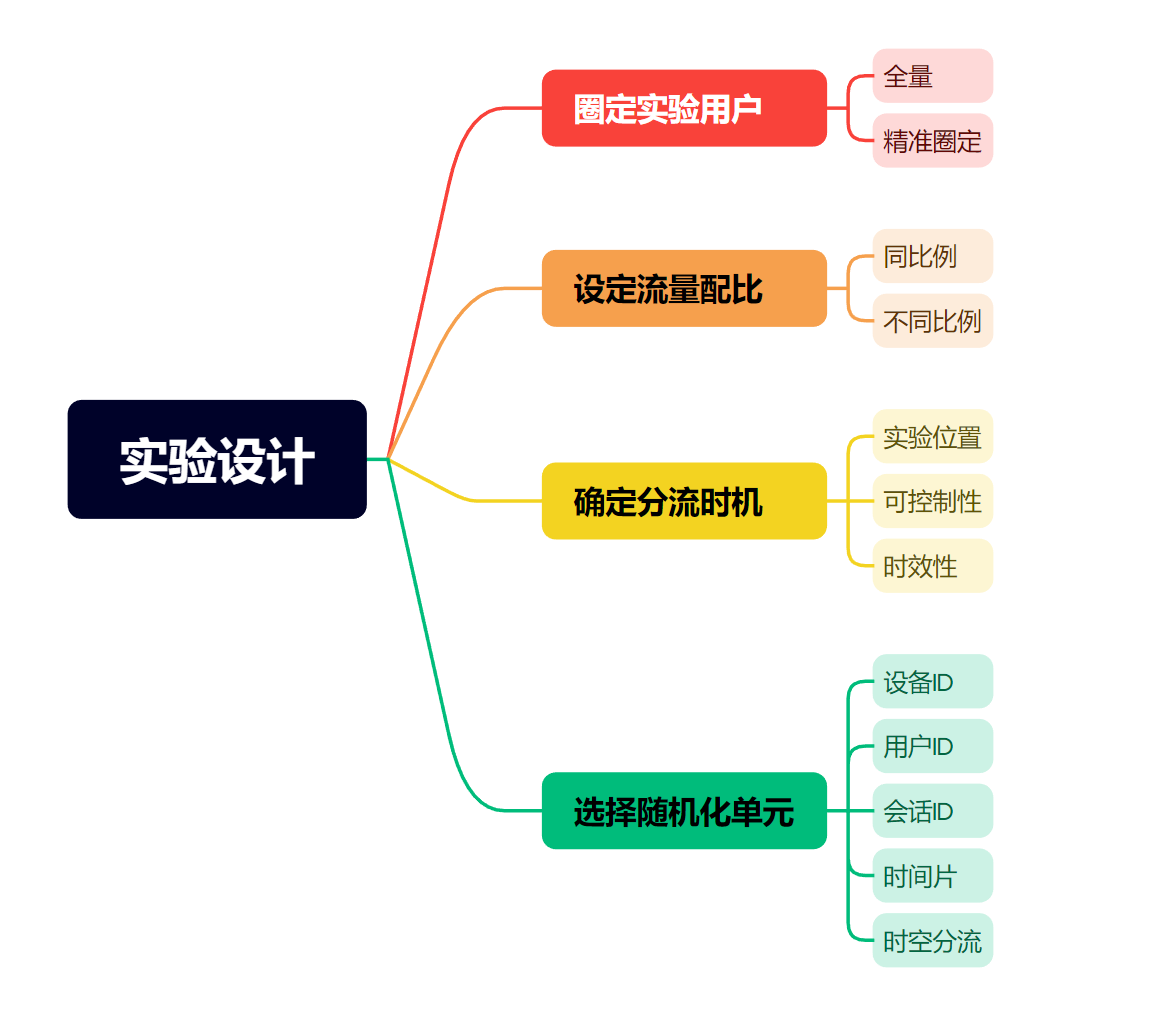 实验设计
圈定实验用户
全量
精准圈定
设定流量配比
同比例
不同比例
确定分流时机
实验位置
可控制性
时效性
选择随机化单元
设备ID
用户ID
会话ID
时间片
时空分流